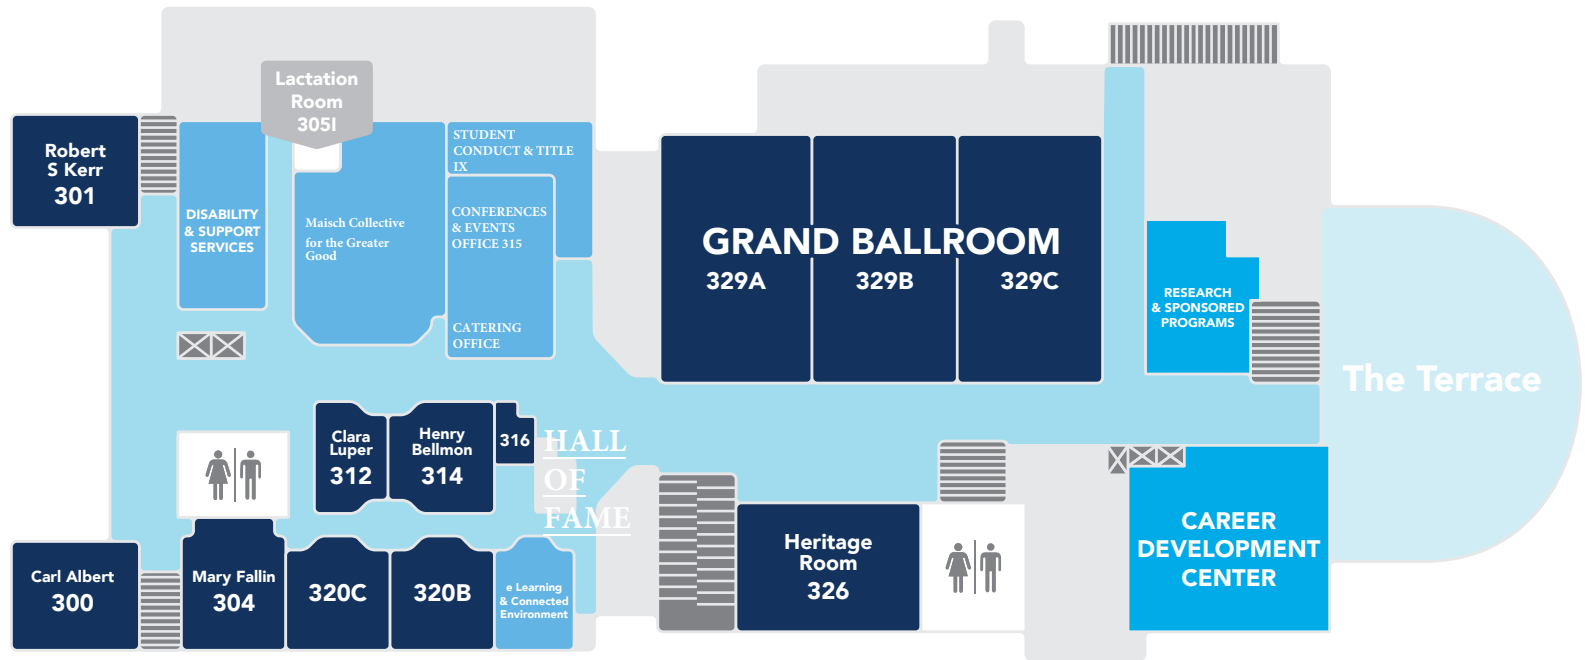 Lactation
Room
305I
Robert
S Kerr
301
DISABILITY
& SUPPORT
SERVICES
Maisch Collective
for the Greater
Good
STUDENT
CONDUCT & TITLE
IX
CONFERENCES
& EVENTS
OFFICE 315
CATERING
OFFICE
GRAND BALLROOM
329A
329B
329C
RESEARCH
& SPONSORED
PROGRAMS
The Terrace
Clara
Luper
312
Henry
Bellmon
314
316
HALL
OF
FAME
Carl Albert
300
Mary Fallin
304
320C
320B
e Learning
& Connected
Environment
Heritage
Room
326
CAREER
DEVELOPMENT
CENTER